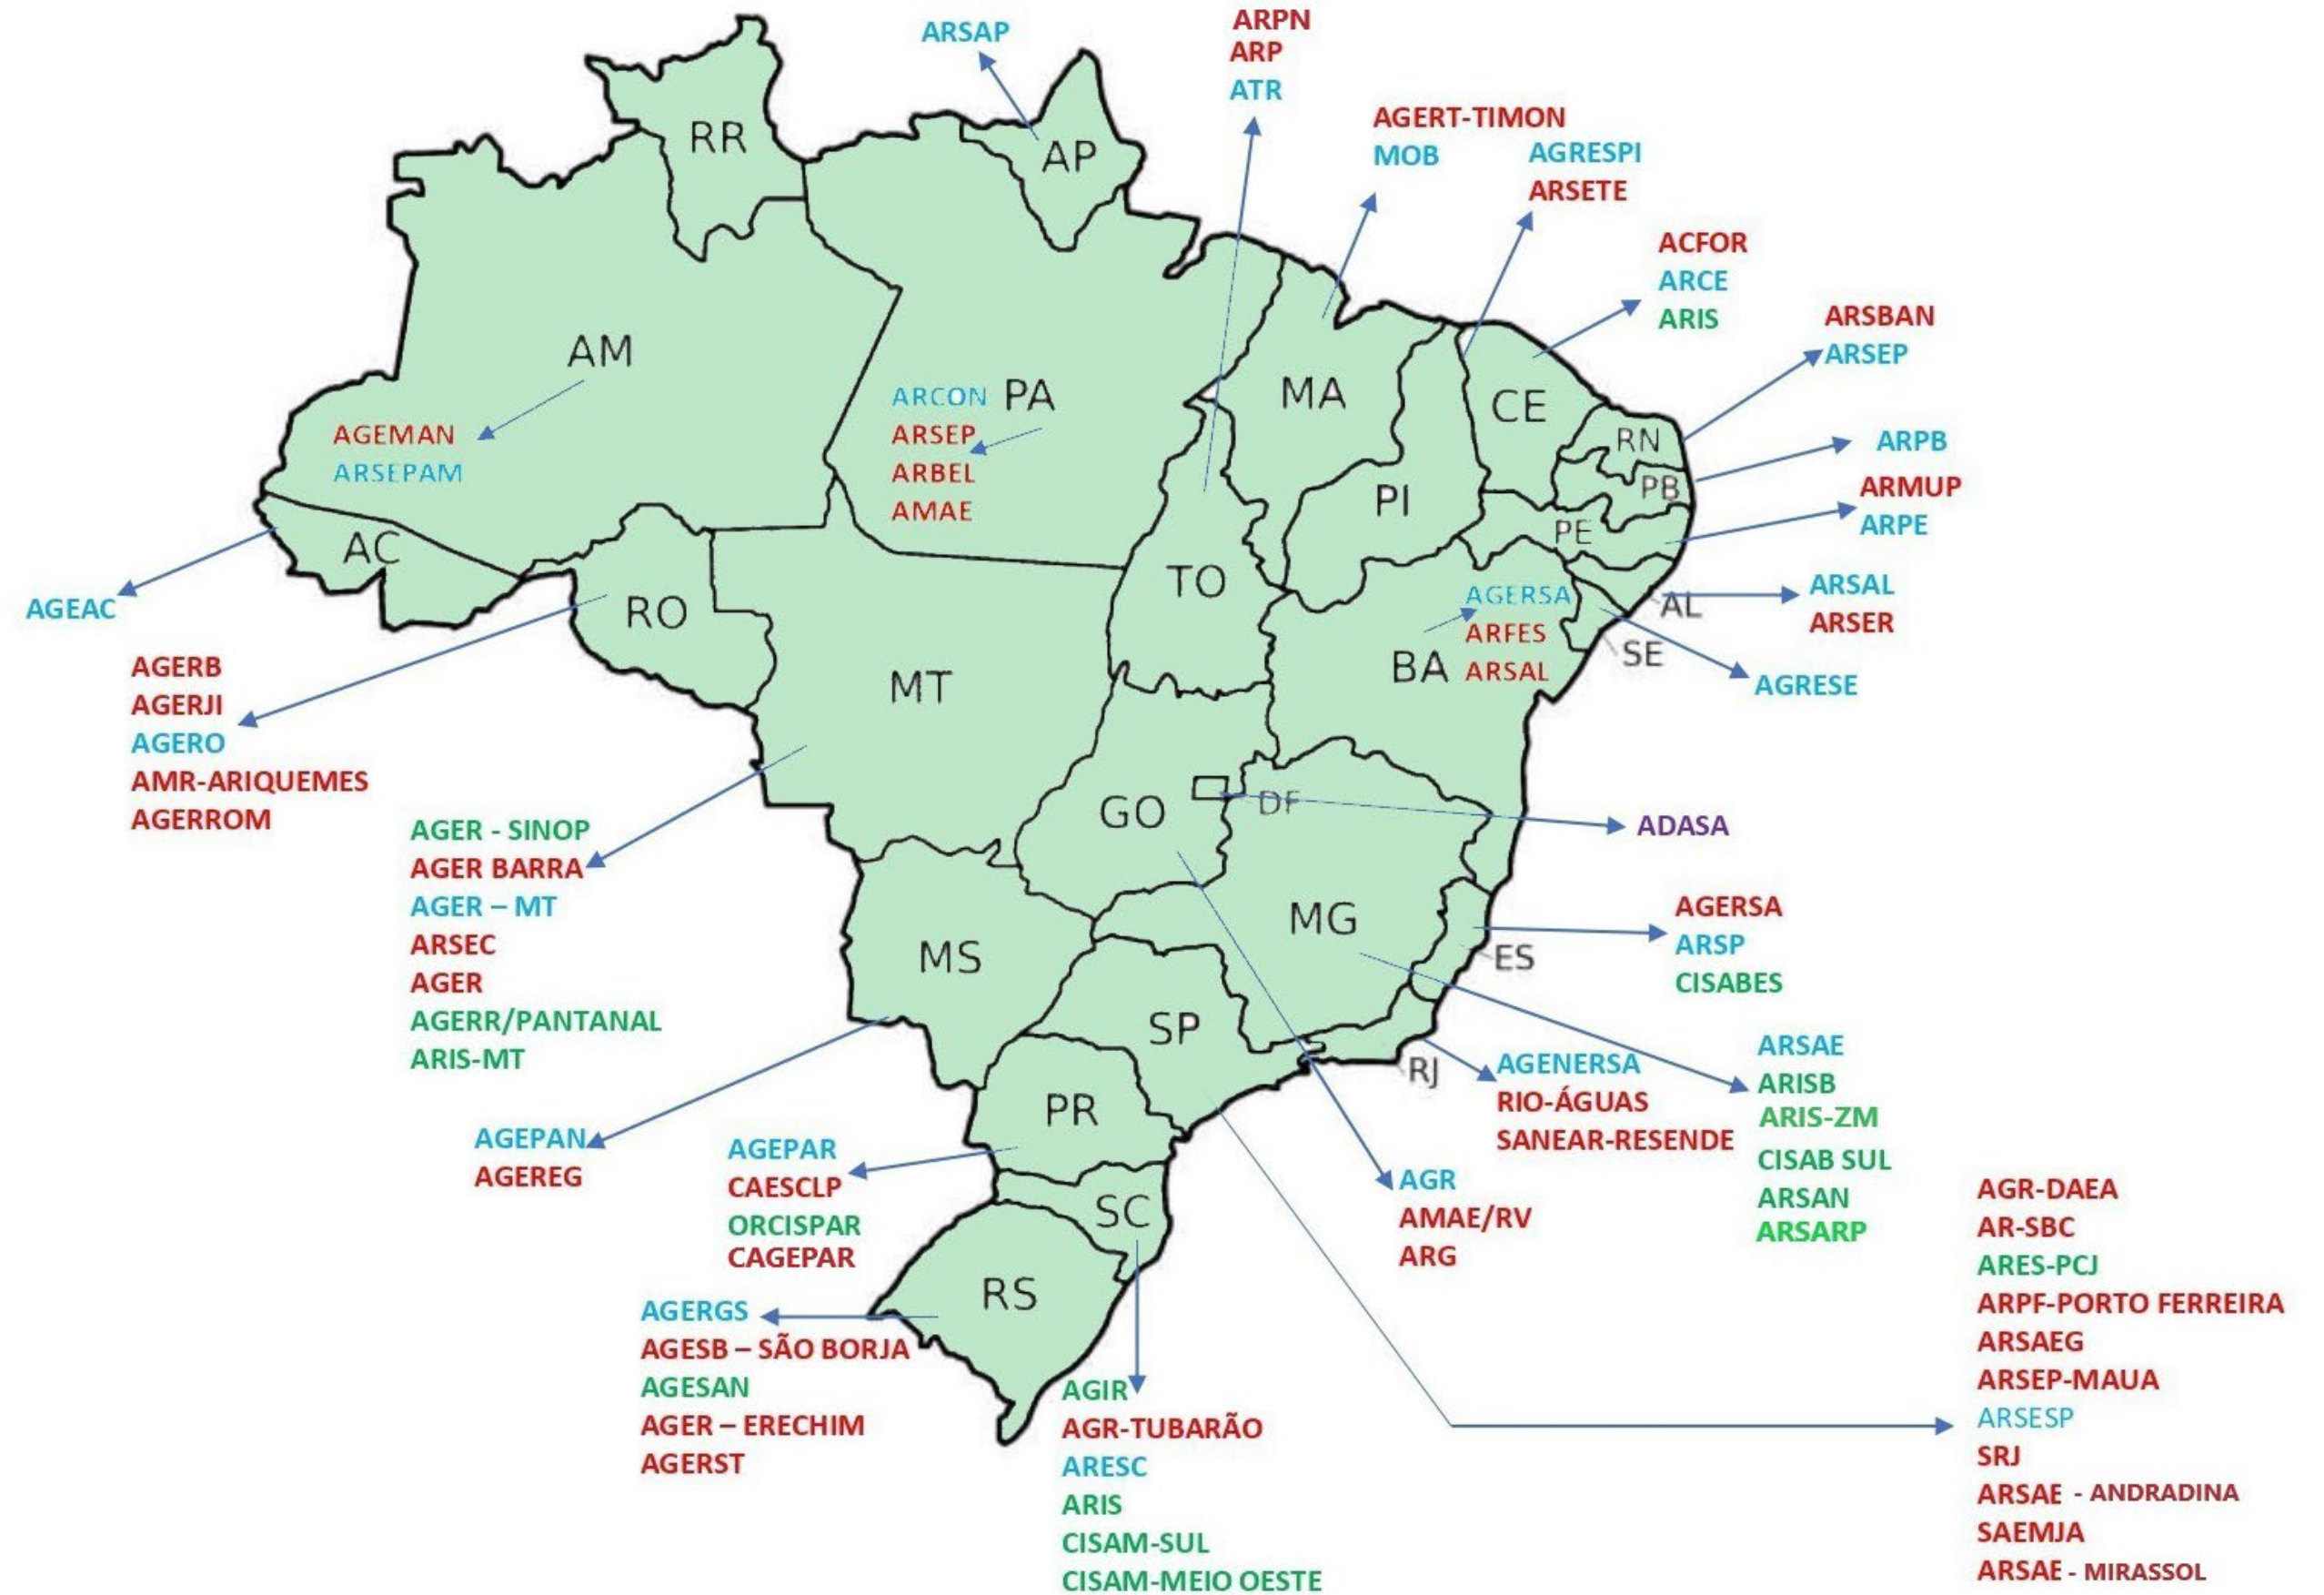 ARPN
ARP
ATR
ARSAP
AGERT-TIMON
MOB
AGRESPI
ARSETE
ACFOR
ARCE
ARIS
ARSBAN
ARSEP
ARPB
ARMUP
ARPE
ARSAL
ARSER
AGRESE
RR
AP
AM
AGEMAN
ARSEPAM
PA
ARCON
ARSEP
ARBEL
AMAE
MA
CE
RN
PB
PI
PE
AL
SE
AC
AGEAC
RO
TO
MT
BA
AGERSA
ARFES
ARSAL
AGERB
AGERJI
AGERO
AMR-ARIQUEMES
AGERROM
GO
DF
ADASA
AGER - SINOP
AGER BARRA
AGER – MT
ARSEC
AGER
AGERR/PANTANAL
ARIS-MT
MG
MS
ES
AGERSA
ARSP
CISABES
SP
RJ
AGENERSA
RIO-ÁGUAS
SANEAR-RESENDE
ARSAE
ARISB
ARIS-ZM
CISAB SUL
ARSAN
ARSARP
PR
AGEPAN
AGEREG
AGEPAR
CAESCLP
ORCISPAR
CAGEPAR
AGR
AMAE/RV
ARG
SC
RS
AGERGS
AGESB – SÃO BORJA
AGESAN
AGER – ERECHIM
AGERST
AGIR
AGR-TUBARÃO
ARESC
ARIS
CISAM-SUL
CISAM-MEIO OESTE
AGR-DAEA
AR-SBC
ARES-PCJ
ARPF-PORTO FERREIRA
ARSAEG
ARSEP-MAUA
ARSESP
SRJ
ARSAE - ANDRADINA
SAEMJA
ARSAE - MIRASSOL